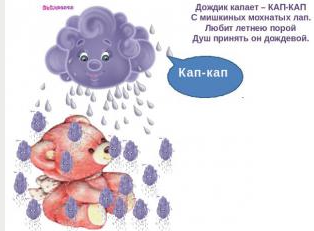 Дождик капает – КАП-КАП
С мишкиных мохнатых лап.
Любит летнею порой
Душ принять он дождевой.
Кап-кап